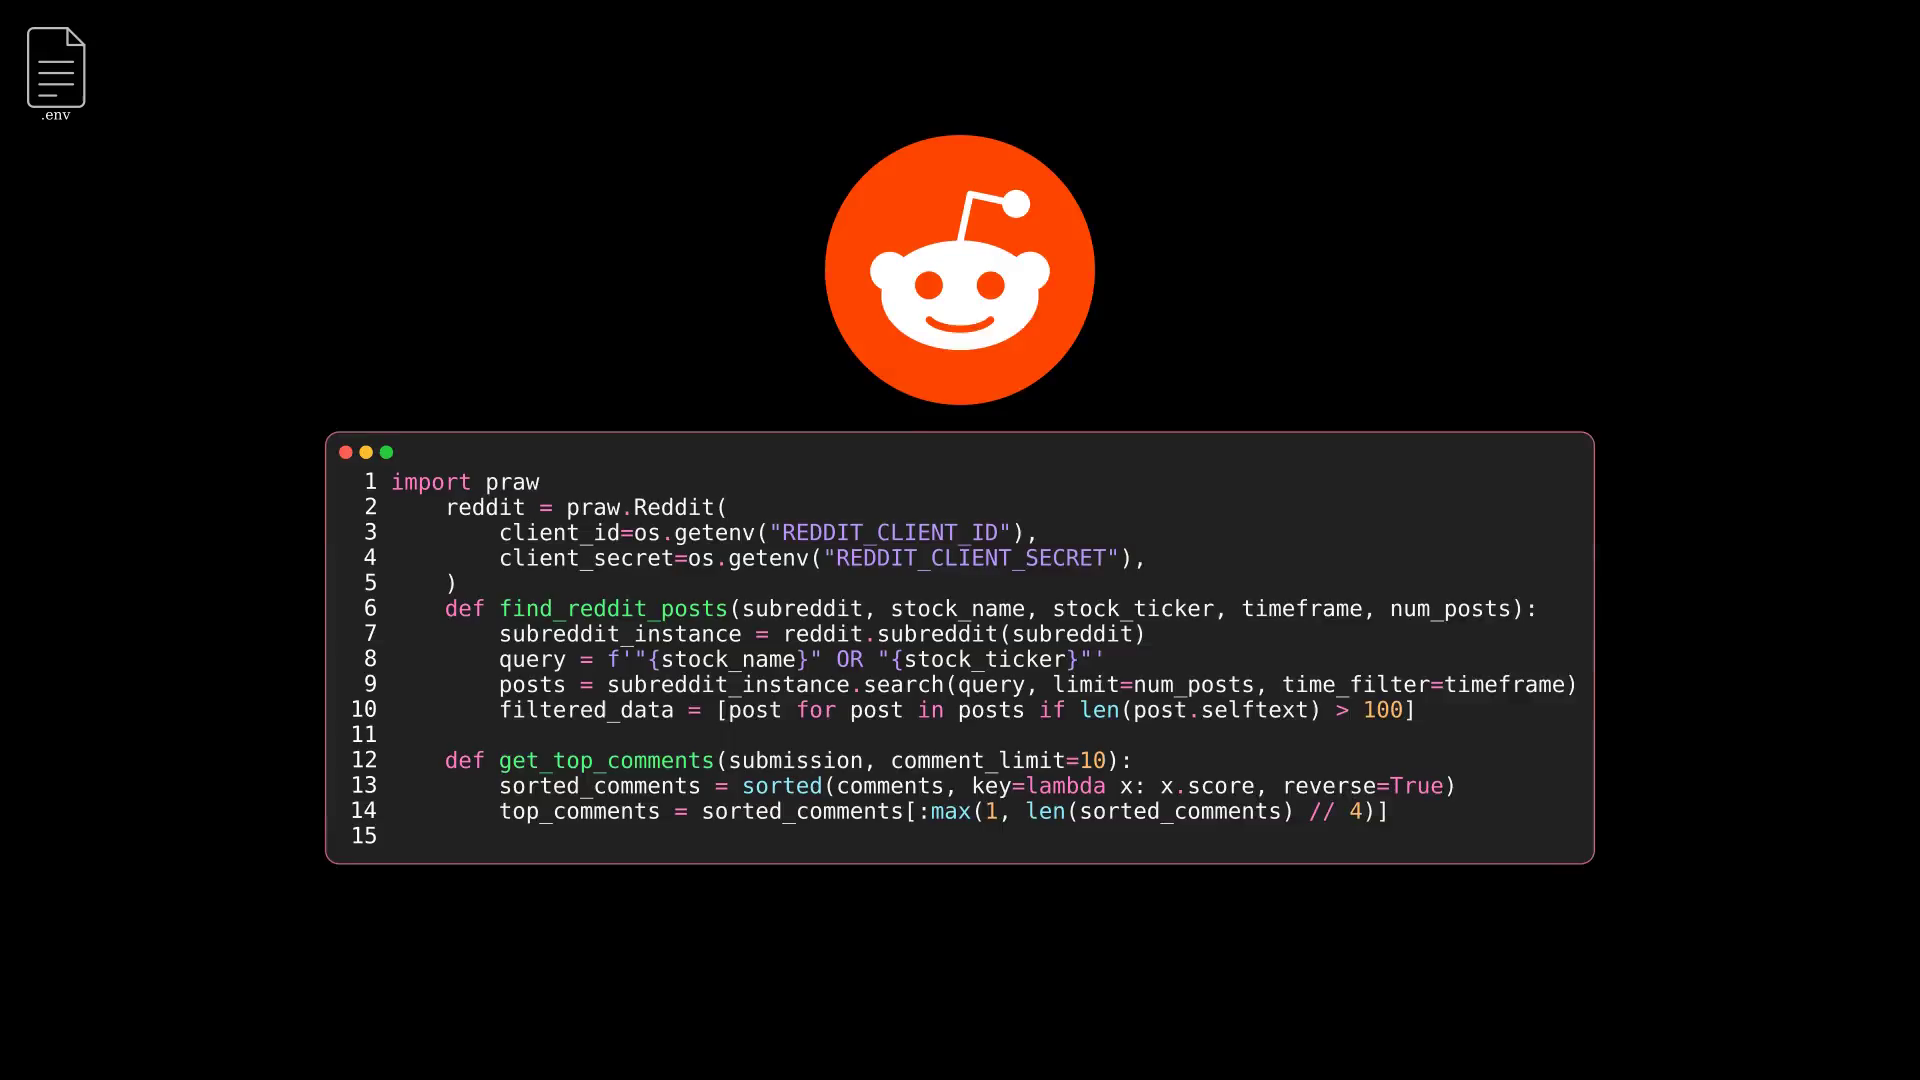 .env
1 import praw
2     reddit = praw.Reddit(
3         client_id=os.getenv("REDDIT_CLIENT_ID"),
4         client_secret=os.getenv("REDDIT_CLIENT_SECRET"),
5     )
6     def find_reddit_posts(subreddit, stock_name, stock_ticker, timeframe, num_posts):
7         subreddit_instance = reddit.subreddit(subreddit)
8         query = f'"{stock_name}" OR "{stock_ticker}"'
9         posts = subreddit_instance.search(query, limit=num_posts, time_filter=timeframe)
10         filtered_data = [post for post in posts if len(post.selftext) > 100]
11
12     def get_top_comments(submission, comment_limit=10):
13         sorted_comments = sorted(comments, key=lambda x: x.score, reverse=True)
14         top_comments = sorted_comments[:max(1, len(sorted_comments) // 4)]
15